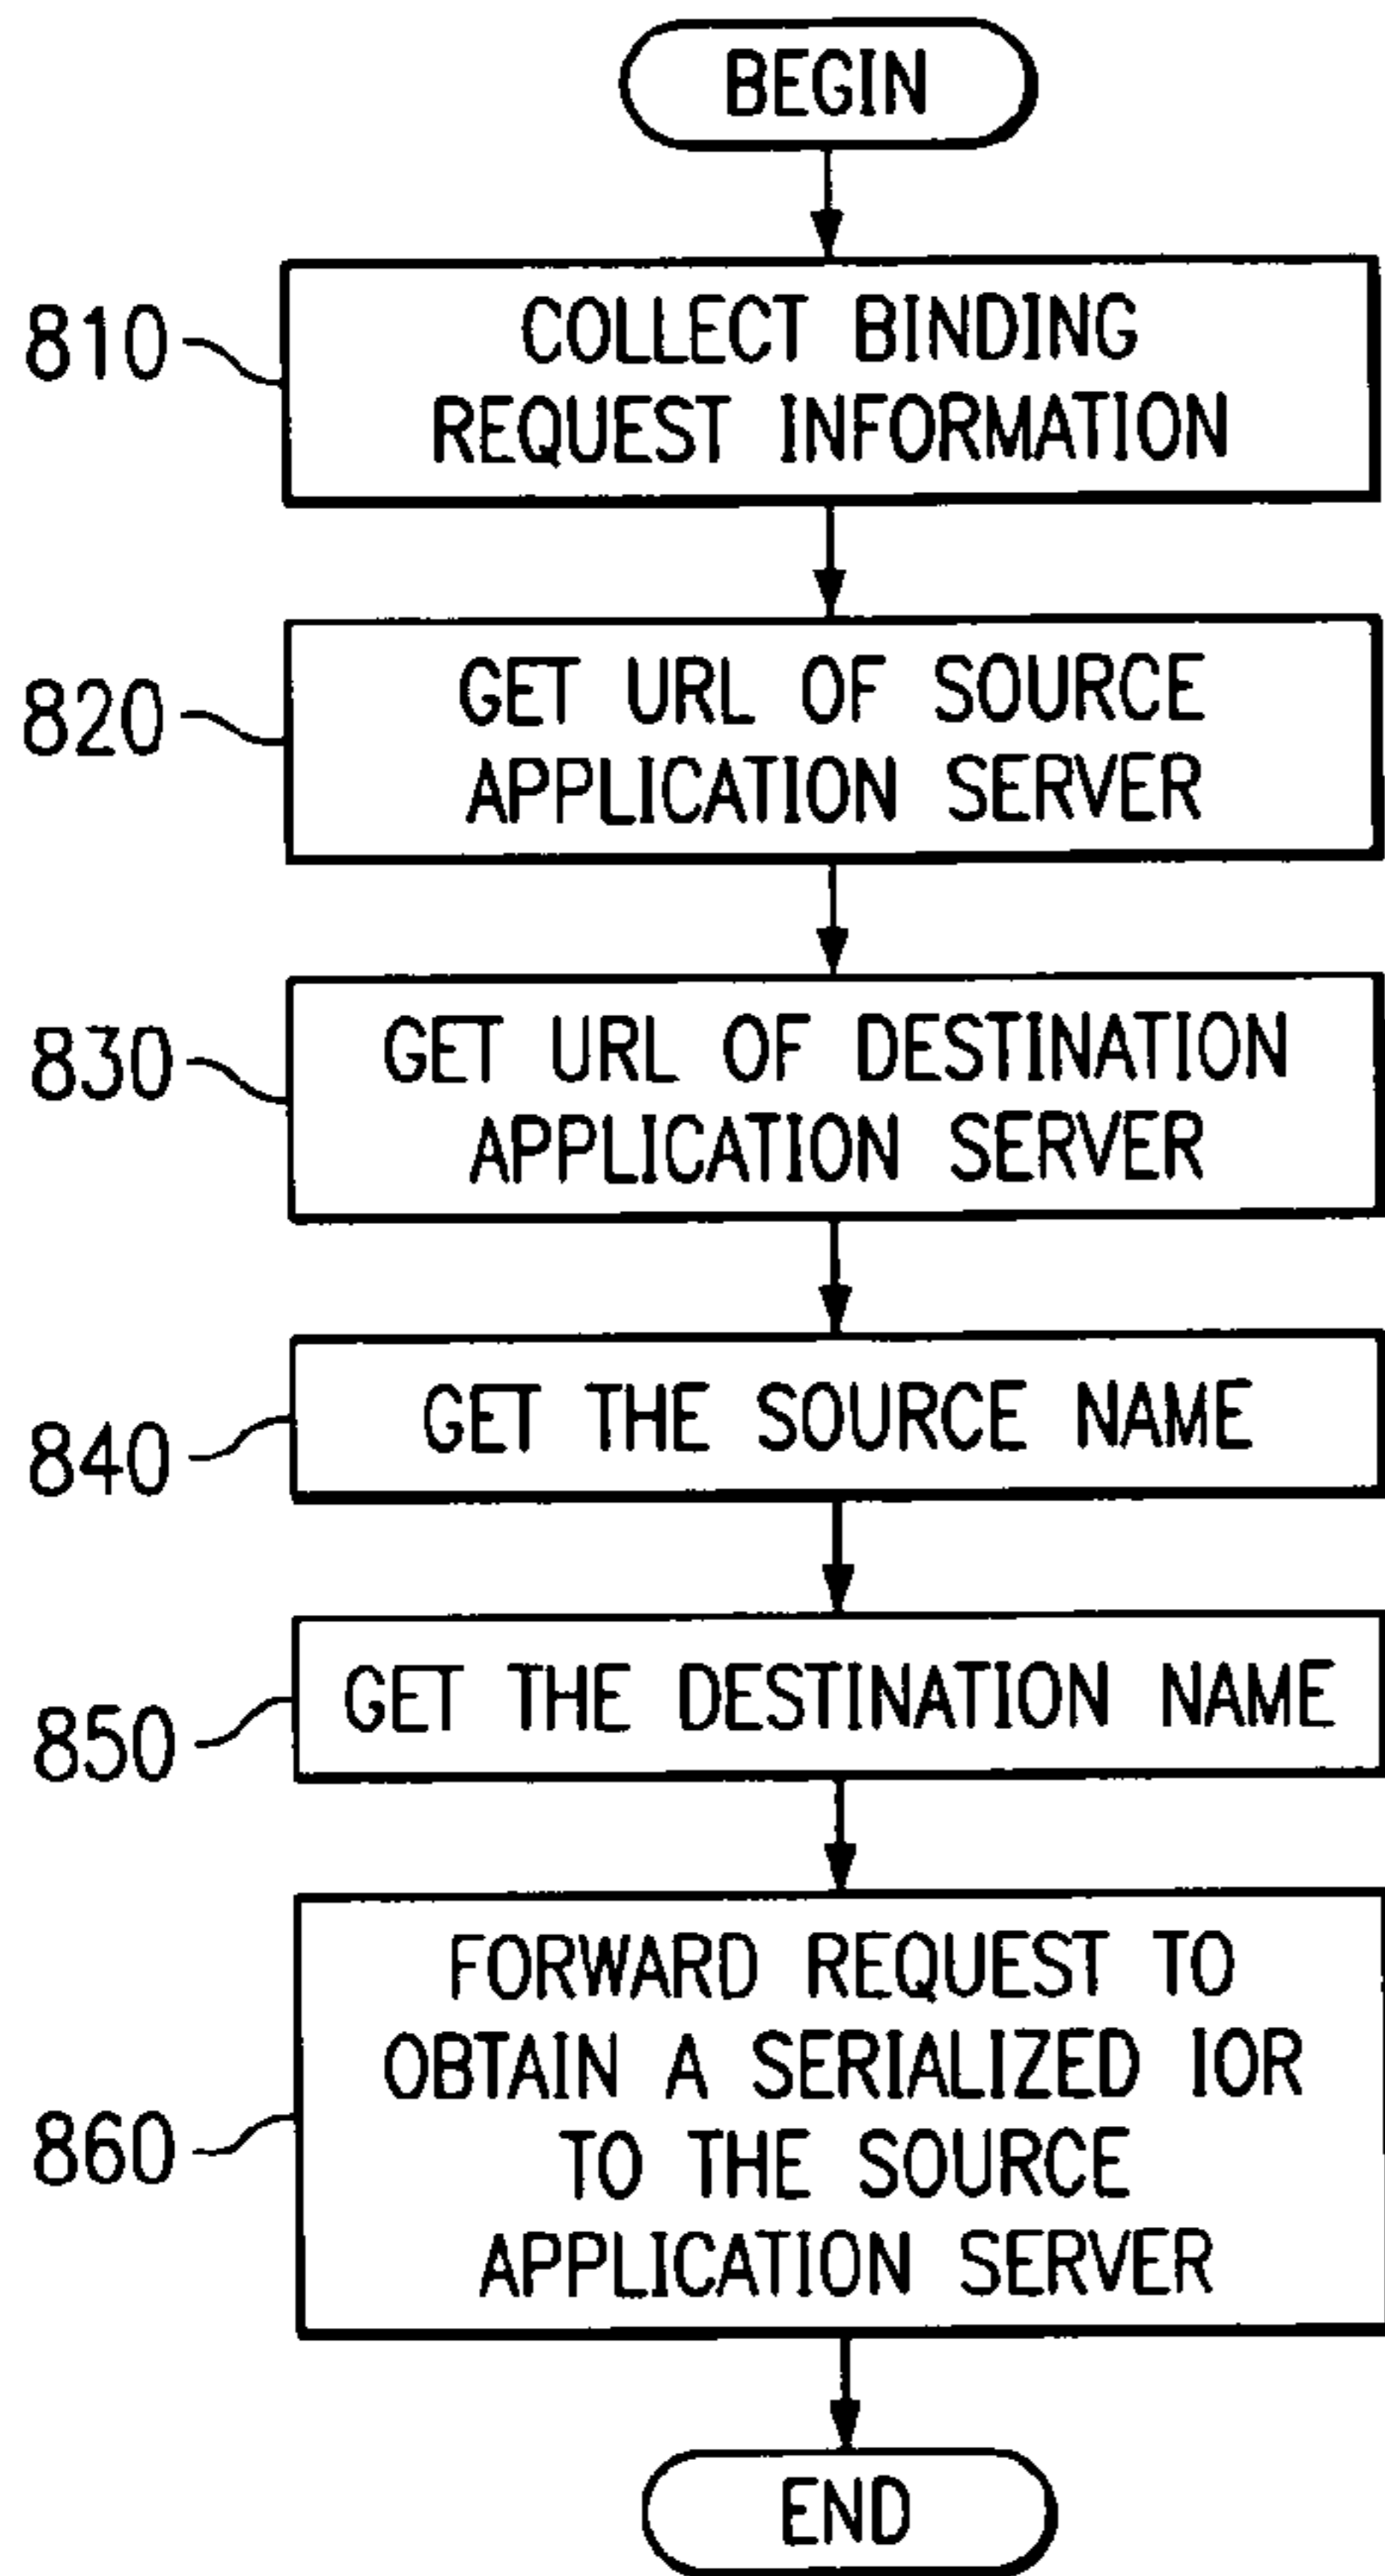 BEGIN
810
COLLECT BINDING
REQUEST INFORMATION
820
GET URL OF SOURCE
APPLICATION SERVER
830
GET URL OF DESTINATION
APPLICATION SERVER
840
GET THE SOURCE NAME
850
GET THE DESTINATION NAME
860
FORWARD REQUEST TO
OBTAIN A SERIALIZED IOR
TO THE SOURCE
APPLICATION SERVER
END